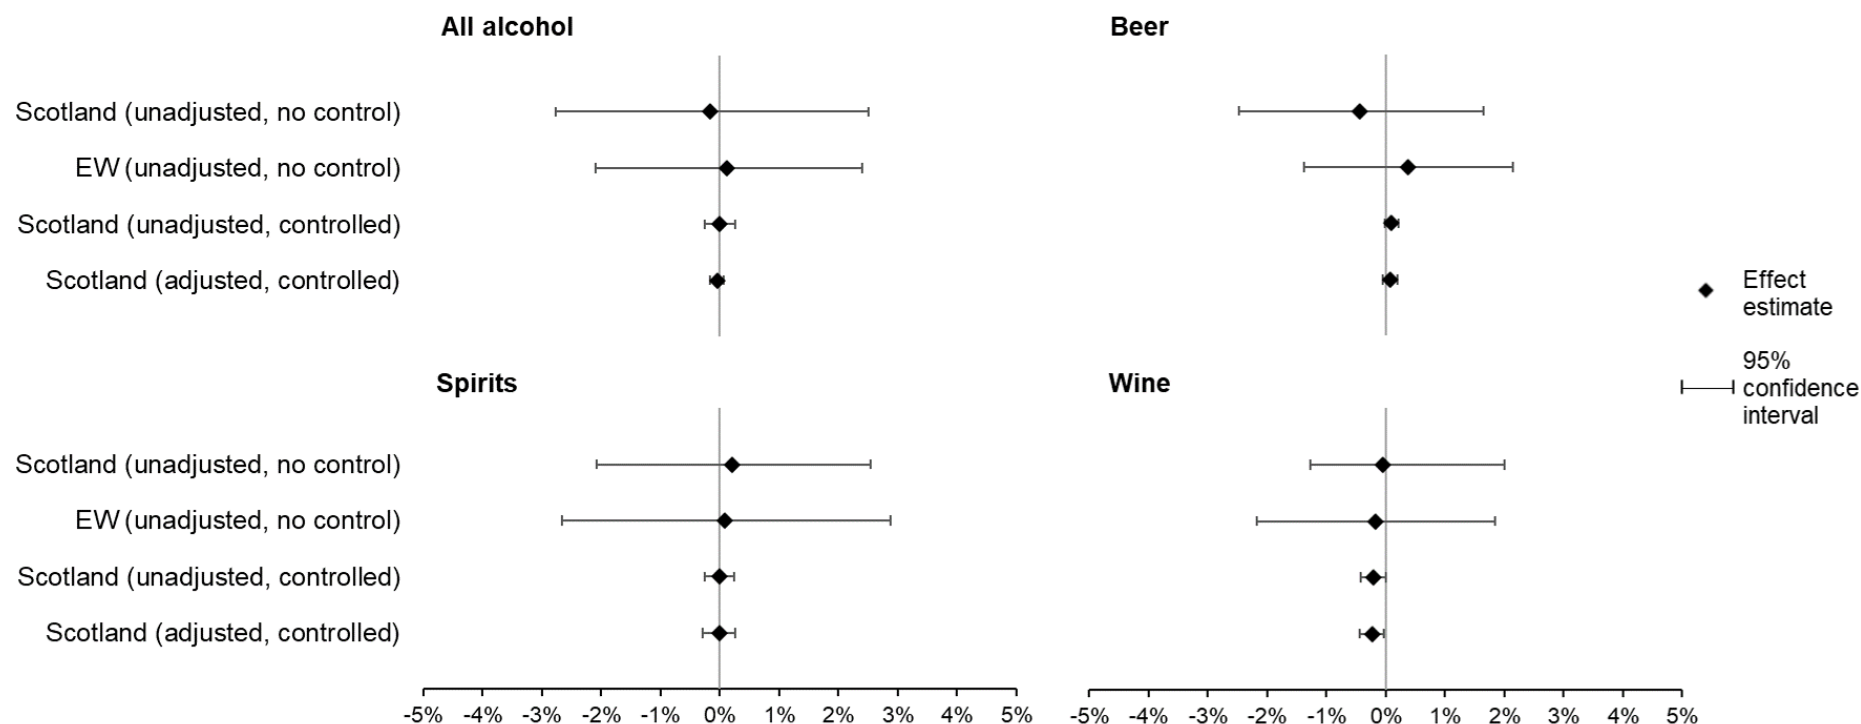 All alcohol
Beer
Scotland (unadjusted, no control)
EW (unadjusted, no control)
Scotland (unadjusted, controlled)
Scotland (adjusted, controlled)
Effect
estimate
95%
confidence
interval
Spirits
Wine
Scotland (unadjusted, no control)
EW (unadjusted, no control)
Scotland (unadjusted, controlled)
Scotland (adjusted, controlled)
-5% -4% -3% -2% -1% 0% 1% 2% 3% 4% 5%
-5% -4% -3% -2% -1% 0% 1% 2% 3% 4% 5%